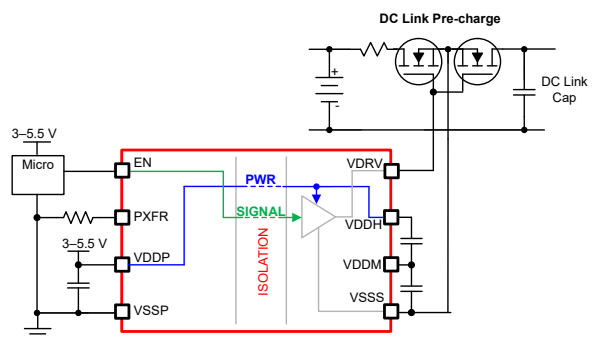 DC Link Pre-charge
+
-
DC Link
Cap
3–5.5 V
Micro
EN
PWR
VDRV
SIGNAL
PXFR
VDDH
3–5.5 V
ISOLATION
VDDP
VDDM
VSSS
VSSP